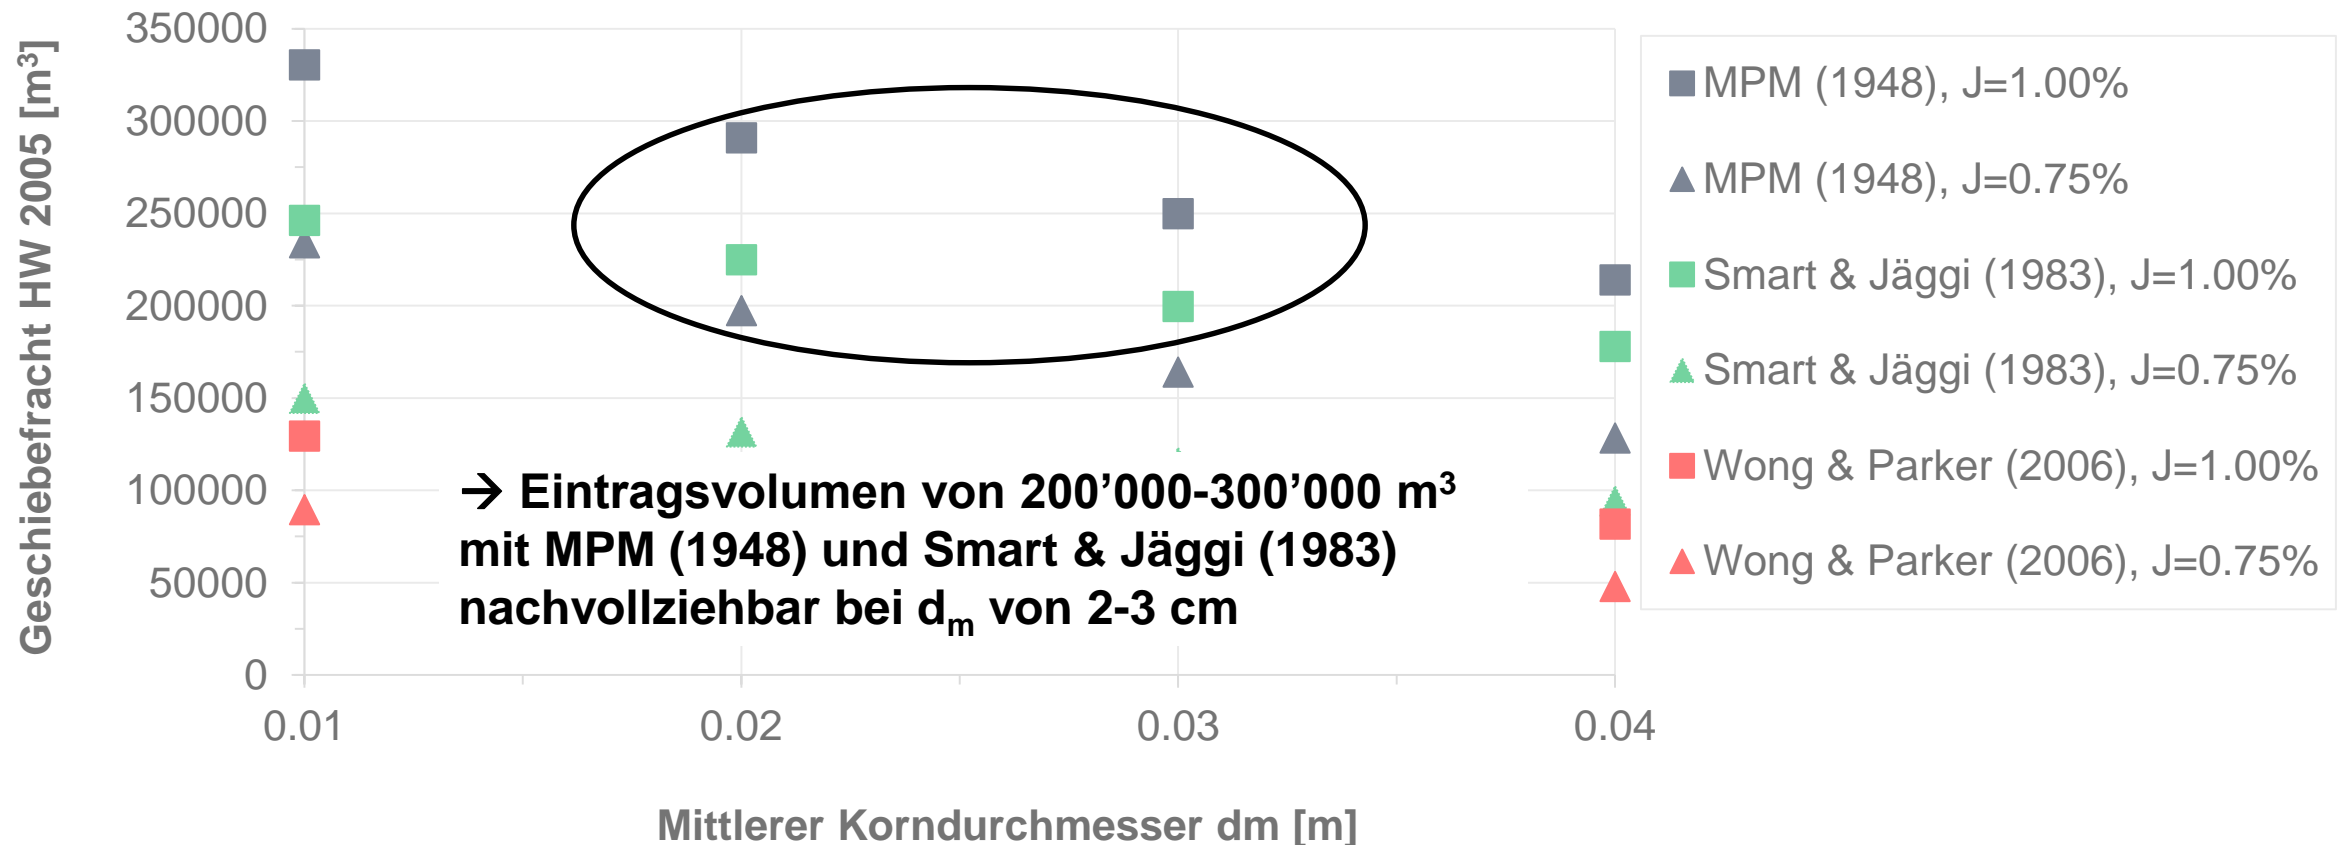 Geschiebefracht HW 2005 [m³]
350000
300000
250000
200000
150000
100000
50000
0
0.01
0.02
0.03
0.04
Mittlerer Korndurchmesser dm [m]
→ Eintragsvolumen von 200’000-300’000 m³
mit MPM (1948) und Smart & Jäggi (1983)
nachvollziehbar bei dm von 2-3 cm
MPM (1948), J=1.00%
MPM (1948), J=0.75%
Smart & Jäggi (1983), J=1.00%
Smart & Jäggi (1983), J=0.75%
Wong & Parker (2006), J=1.00%
Wong & Parker (2006), J=0.75%